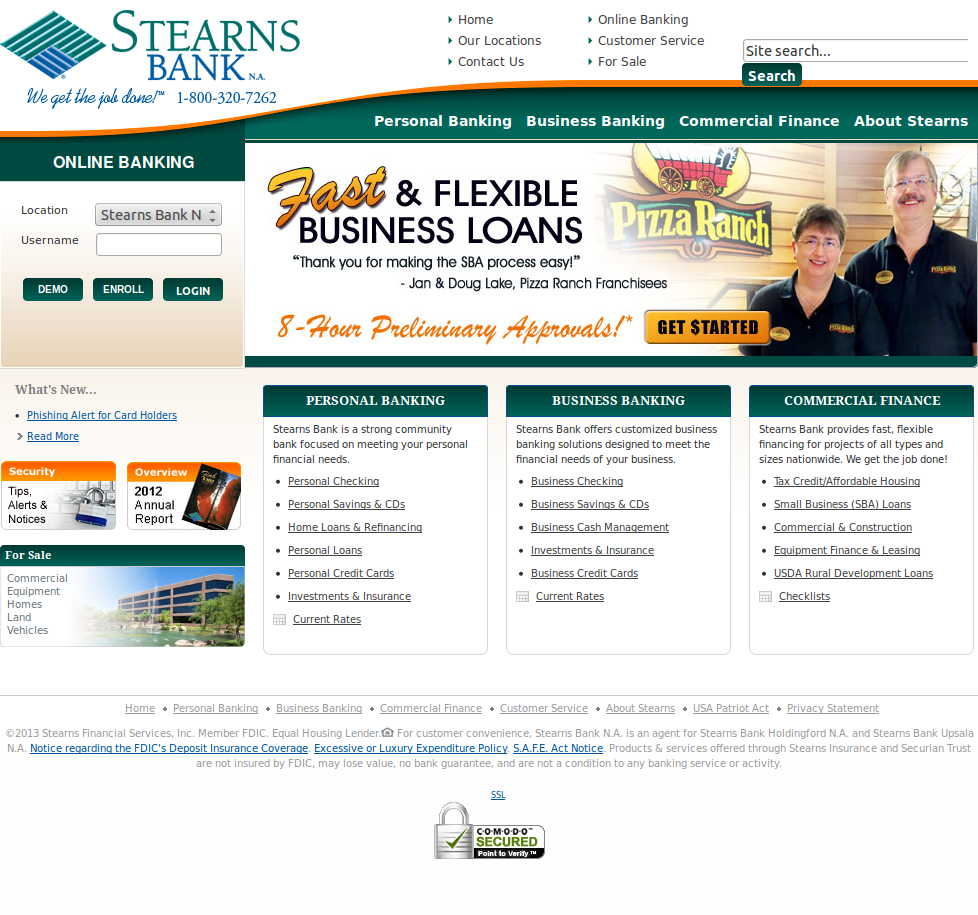 STEARNS
BANK N.A.
We get the job done!™ 1-800-320-7262
Home
Our Locations
Contact Us
Online Banking
Customer Service
For Sale
Site search...
Search
Personal Banking Business Banking Commercial Finance About Stearns
ONLINE BANKING
Location Stearns Bank N
Username
DEMO ENROLL LOGIN
Fast & FLEXIBLE
BUSINESS LOANS
“Thank you for making the SBA process easy!”
- Jan & Doug Lake, Pizza Ranch Franchisees
8-Hour Preliminary Approvals!* GET $TARTED
Pizza Ranch
What's New...
Phishing Alert for Card Holders
Read More
Security
Tips,
Alerts &
Notices
Overview
2012
Annual
Report
For Sale
Commercial
Equipment
Homes
Land
Vehicles
PERSONAL BANKING
Stearns Bank is a strong community
bank focused on meeting your personal
financial needs.
Personal Checking
Personal Savings & CDs
Home Loans & Refinancing
Personal Loans
Personal Credit Cards
Investments & Insurance
Current Rates
BUSINESS BANKING
Stearns Bank offers customized business
banking solutions designed to meet the
financial needs of your business.
Business Checking
Business Savings & CDs
Business Cash Management
Investments & Insurance
Business Credit Cards
Current Rates
COMMERCIAL FINANCE
Stearns Bank provides fast, flexible
financing for projects of all types and
sizes nationwide. We get the job done!
Tax Credit/Affordable Housing
Small Business (SBA) Loans
Commercial & Construction
Equipment Finance & Leasing
USDA Rural Development Loans
Checklists
Home • Personal Banking • Business Banking • Commercial Finance • Customer Service • About Stearns • USA Patriot Act • Privacy Statement
©2013 Stearns Financial Services, Inc. Member FDIC. Equal Housing Lender. For customer convenience, Stearns Bank N.A. is an agent for Stearns Bank Holdingford N.A. and Stearns Bank Upsala
N.A. Notice regarding the FDIC's Deposit Insurance Coverage. Excessive or Luxury Expenditure Policy. S.A.F.E. Act Notice. Products & services offered through Stearns Insurance and Securian Trust
are not insured by FDIC, may lose value, no bank guarantee, and are not a condition to any banking service or activity.
SSL
C·O·M·O·D·O™
SECURED
Point to Verify™